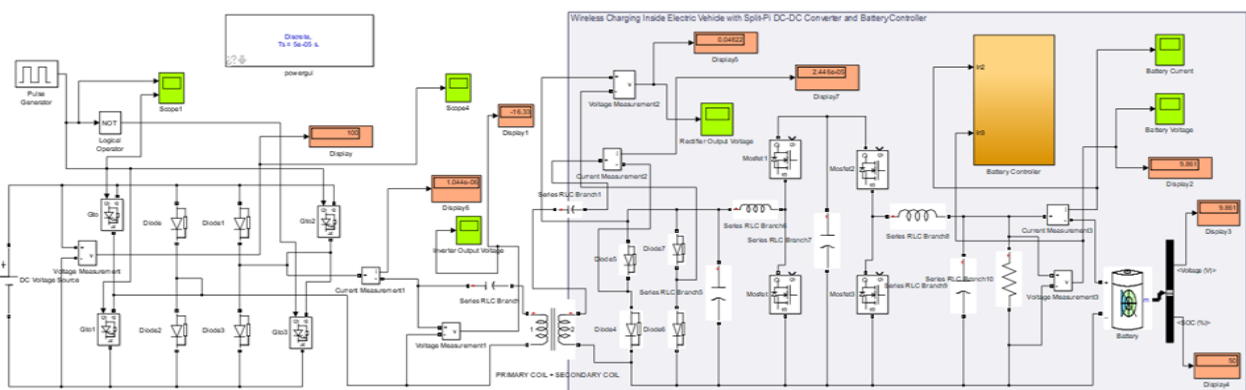 Wireless Charging Inside Electric Vehicle with Split-Pi DC-DC Converter and BatteryController
Discrete,
Ts = 5e-05 s.
powergui
Pulse
Generator
Scope1
NOT
Logical
Operator
100
Display
Scope4
-16.33
Display1
1.044e-05
Display6
Inverter Output Voltage
Gto
Diode
Diode1
Gto2
Voltage Measurement
DC Voltage Source
Current Measurement1
Series RLC Branch
Gto1
Diode2
Diode3
Gto3
Voltage Measurement1
1
2
PRIMARY COIL + SECONDARY COIL
0.04622
Display5
Voltage Measurement2
2.445e-05
Display7
Rectifier Output Voltage
Current Measurement2
Series RLC Branch1
Mosfet1
Mosfet2
Series RLC Branch6
Series RLC Branch7
Series RLC Branch8
Diode5
Diode7
Series RLC Branch5
Diode4
Diode6
Mosfet
Mosfet3
In2
In3
Battery Controller
Battery Current
Battery Voltage
9.861
Display2
9.861
Display3
Current Measurement3
Series RLC Branch10
Series RLC Branch9
Voltage Measurement3
Battery
m
<Voltage (V)>
<SOC (%)>
50
Display4